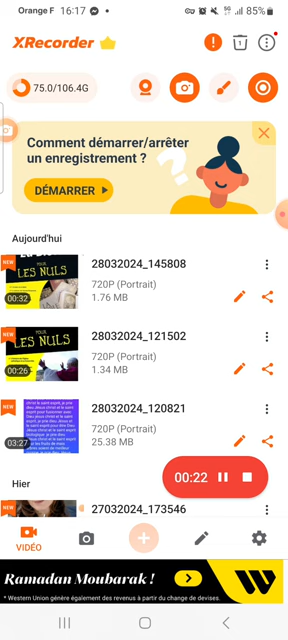 Orange F 16:17 85%
XRecorder
75.0/106.4G
Comment démarrer/arrêter
un enregistrement ?
DÉMARRER
Aujourd'hui
NEW
28032024_145808
POUR
LES NULS
720P (Portrait)
00:32
1.76 MB
NEW
28032024_121502
POUR
LES NULS
720P (Portrait)
00:26
1.34 MB
NEW
28032024_120821
720P (Portrait)
03:27
25.38 MB
00:22
Hier
NEW
27032024_173546
VIDÉO
Ramadan Moubarak !
* Western Union génère également des revenus à partir du change de devises.